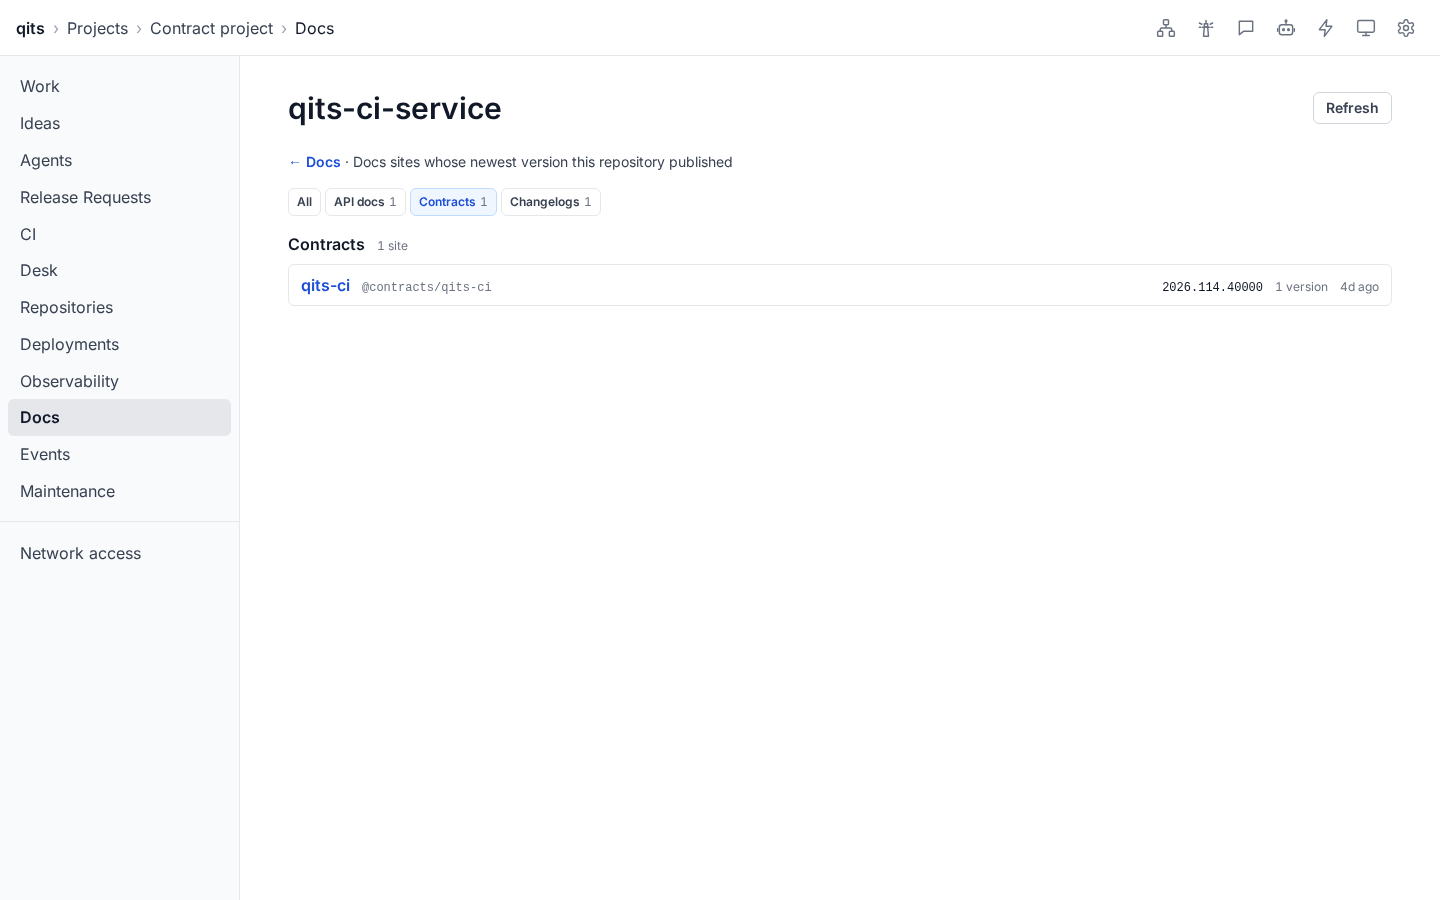 qits › Projects › Contract project › Docs
Work
Ideas
Agents
Release Requests
CI
Desk
Repositories
Deployments
Observability
Docs
Events
Maintenance
Network access
qits-ci-service
Refresh
← Docs · Docs sites whose newest version this repository published
All API docs 1 Contracts 1 Changelogs 1
Contracts 1 site
qits-ci @contracts/qits-ci 2026.114.40000 1 version 4d ago